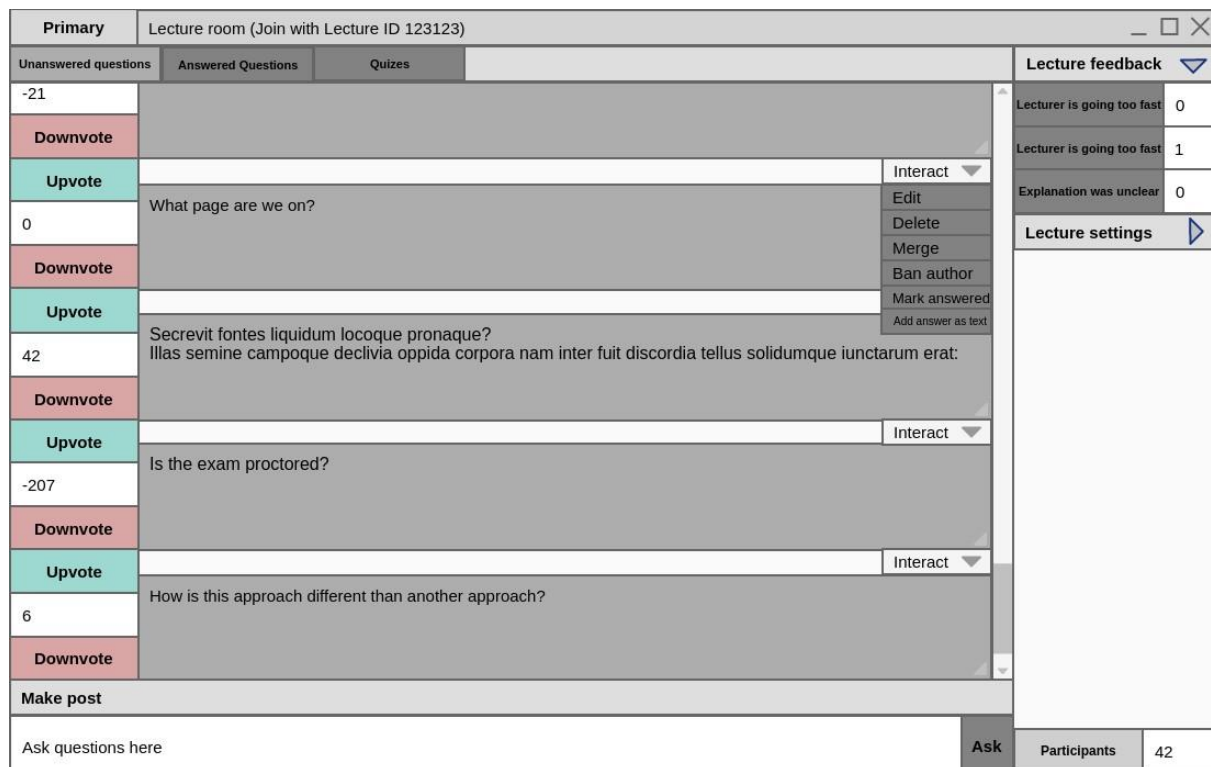 Primary
Lecture room (Join with Lecture ID 123123)
Unanswered questions
Answered Questions
Quizes
Lecture feedback
Lecturer is going too fast
0
Lecturer is going too fast
1
Explanation was unclear
0
Lecture settings
-21
Downvote
Upvote
Interact
Edit
Delete
Merge
Ban author
Mark answered
Add answer as text
What page are we on?
0
Downvote
Upvote
Secrevit fontes liquidum locoque pronaque?
Illas semine campoque declivia oppida corpora nam inter fuit discordia tellus solidumque iunctarum erat:
42
Downvote
Upvote
Interact
Is the exam proctored?
-207
Downvote
Upvote
Interact
How is this approach different than another approach?
6
Downvote
Make post
Ask questions here
Ask
Participants
42